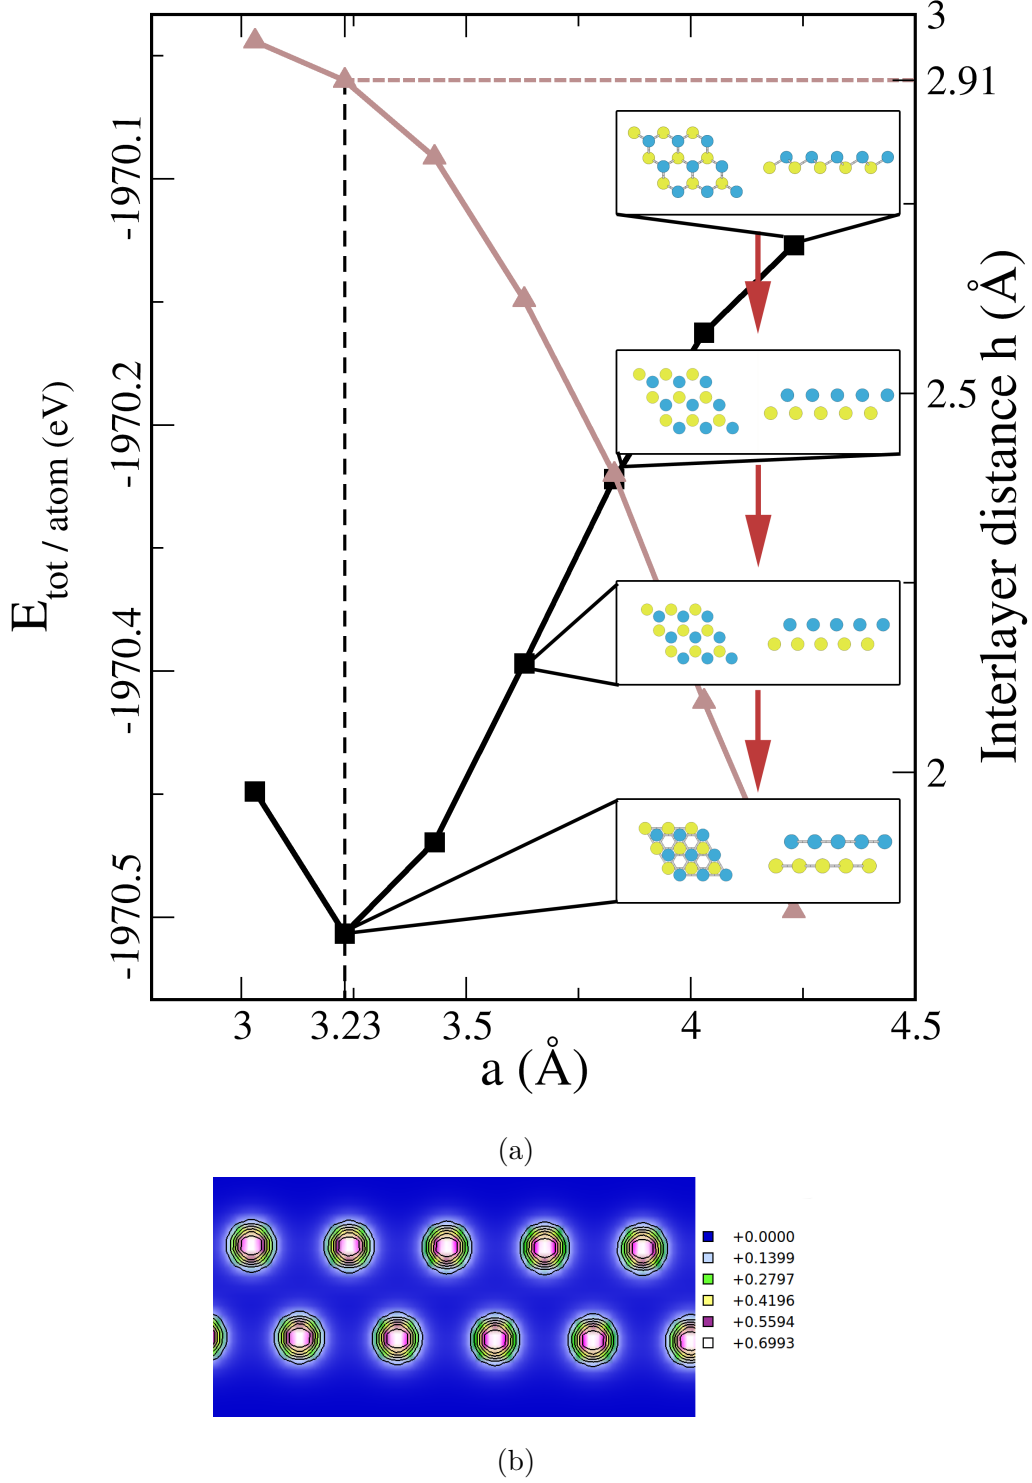 3
2.91
2.5
2
-1970.1
-1970.2
-1970.4
-1970.5
E tot / atom (eV)
Interlayer distance h (Å)
3 3.23 3.5 4 4.5
a (Å)
(a)
+0.0000
+0.1399
+0.2797
+0.4196
+0.5594
+0.6993
(b)